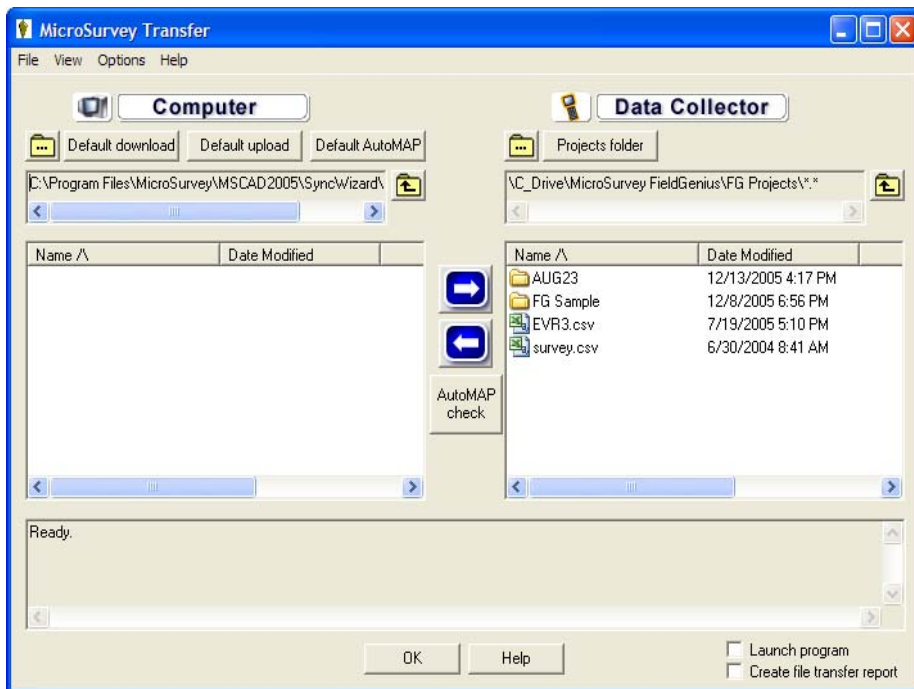 MicroSurvey Transfer
File View Options Help
Computer
Data Collector
Default download Default upload Default AutoMAP
Projects folder
C:\Program Files\MicroSurvey\MSCAD2005\SyncWizard\
\C_Drive\MicroSurvey FieldGenius\FG Projects\*.*
Name /\ Date Modified
Name /\ Date Modified
AUG23 12/13/2005 4:17 PM
FG Sample 12/8/2005 6:56 PM
EVR3.csv 7/19/2005 5:10 PM
survey.csv 6/30/2004 8:41 AM
AutoMAP
check
Ready.
OK Help
Launch program
Create file transfer report